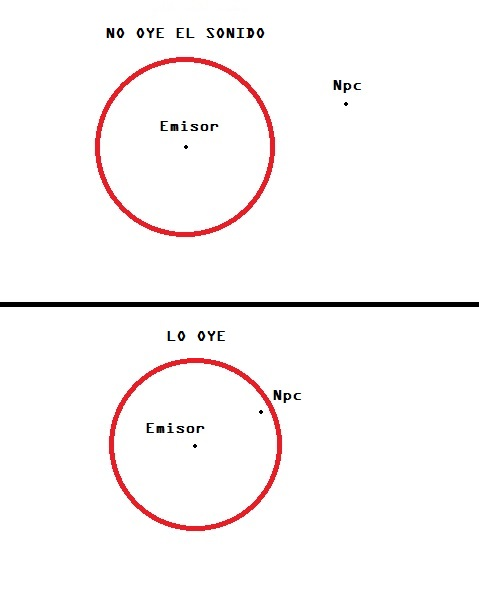 NO OYE EL SONIDO
Npc
Emisor
LO OYE
Npc
Emisor